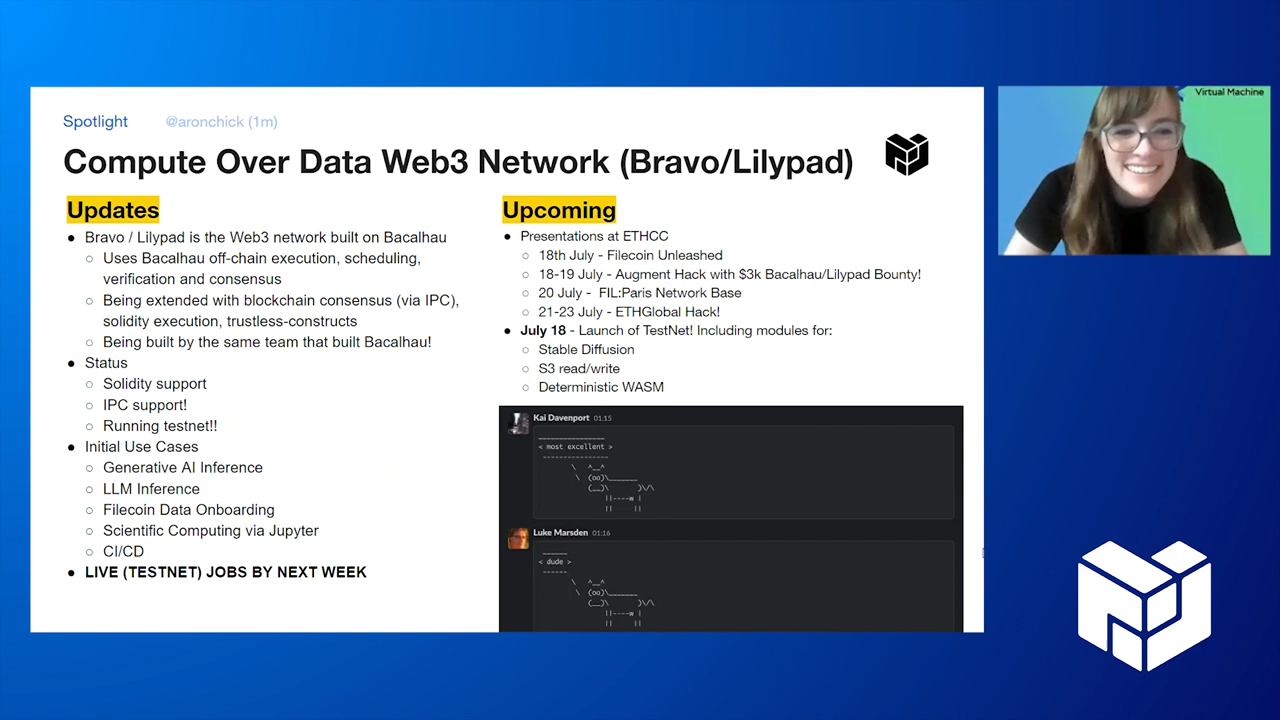 Spotlight @aronchick (1m)
Compute Over Data Web3 Network (Bravo/Lilypad)
Updates
● Bravo / Lilypad is the Web3 network built on Bacalhau
○ Uses Bacalhau off-chain execution, scheduling,
verification and consensus
○ Being extended with blockchain consensus (via IPC),
solidity execution, trustless-constructs
○ Being built by the same team that built Bacalhau!
● Status
○ Solidity support
○ IPC support!
○ Running testnet!!
● Initial Use Cases
○ Generative AI Inference
○ LLM Inference
○ Filecoin Data Onboarding
○ Scientific Computing via Jupyter
○ CI/CD
● LIVE (TESTNET) JOBS BY NEXT WEEK
Upcoming
● Presentations at ETHCC
○ 18th July - Filecoin Unleashed
○ 18-19 July - Augment Hack with $3k Bacalhau/Lilypad Bounty!
○ 20 July - FIL:Paris Network Base
○ 21-23 July - ETHGlobal Hack!
● July 18 - Launch of TestNet! Including modules for:
○ Stable Diffusion
○ S3 read/write
○ Deterministic WASM
Kai Davenport 01:15
< most excellent >
Luke Marsden 01:16
< dude >
Virtual Machine